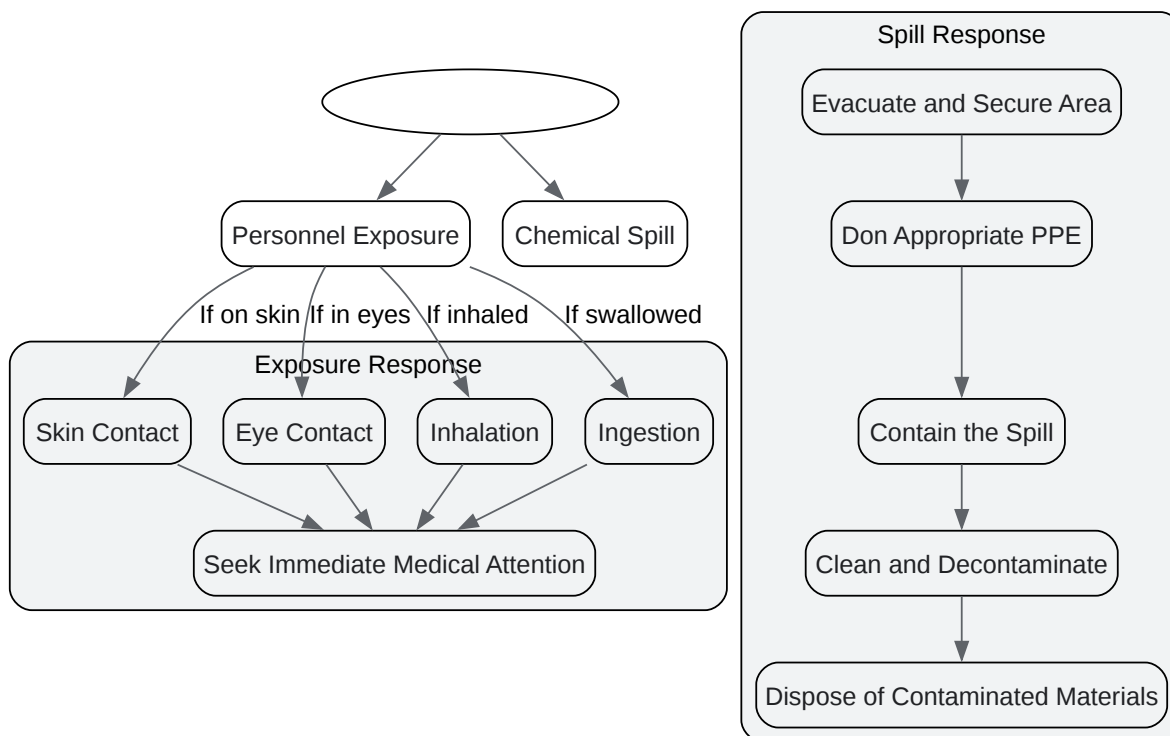 Spill Response
Evacuate and Secure Area
Personnel Exposure
Chemical Spill
Don Appropriate PPE
If on skin
If in eyes
If inhaled
If swallowed
Exposure Response
Skin Contact
Eye Contact
Inhalation
Ingestion
Contain the Spill
Seek Immediate Medical Attention
Clean and Decontaminate
Dispose of Contaminated Materials